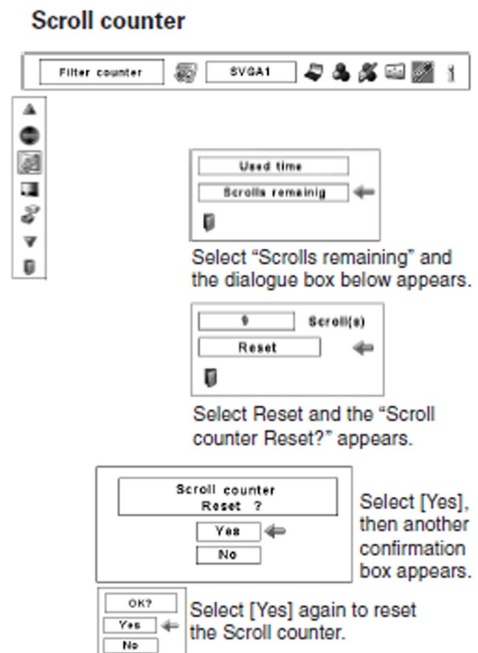 Scroll counter
Filter counter
SVGA1
Used time
Scrolls remainig
Select “Scrolls remaining” and
the dialogue box below appears.
9 Scroll(s)
Reset
Select Reset and the “Scroll
counter Reset?” appears.
Scroll counter
Reset ?
Yes
No
Select [Yes],
then another
confirmation
box appears.
OK?
Yes
No
Select [Yes] again to reset
the Scroll counter.